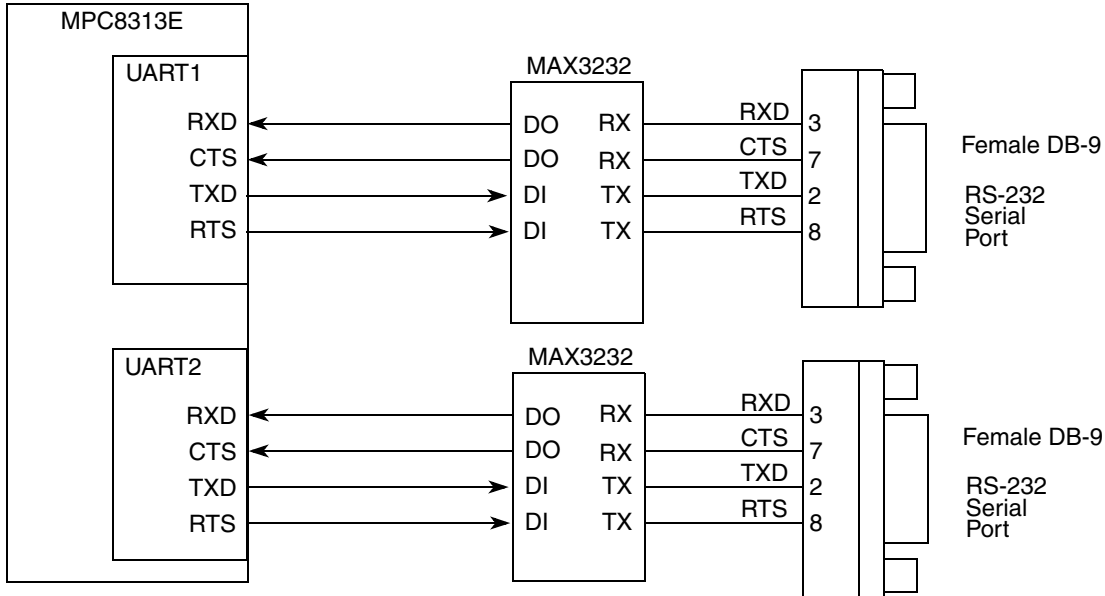 MPC8313E
UART1
MAX3232
RXD DO RX RXD 3
CTS DO RX CTS 7
TXD DI TX TXD 2
RTS DI TX RTS 8
Female DB-9
RS-232
Serial
Port
UART2
MAX3232
RXD DO RX RXD 3
CTS DO RX CTS 7
TXD DI TX TXD 2
RTS DI TX RTS 8
Female DB-9
RS-232
Serial
Port